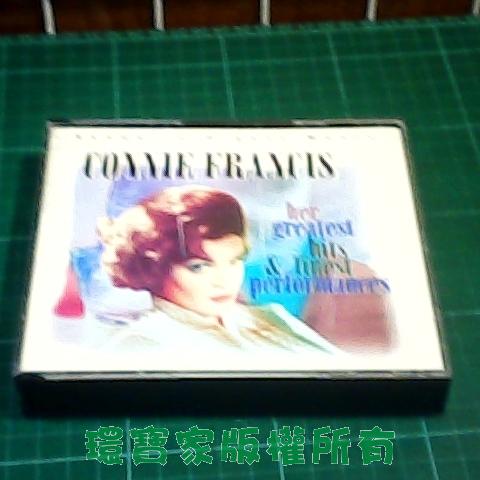 CONNIE FRANCIS
her
greatest
hits
& finest
performances
環寶家版權所有